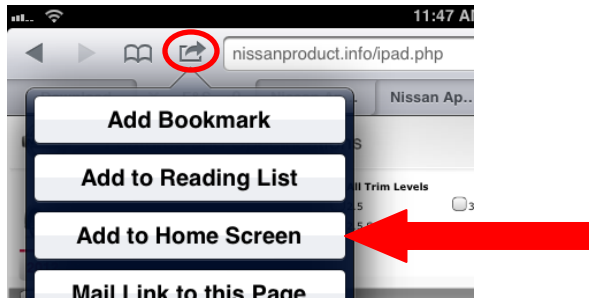 11:47 AM
nissanproduct.info/ipad.php
Nissan Ap...
Add Bookmark
Add to Reading List
ll Trim Levels
Add to Home Screen
Mail Link to this Page